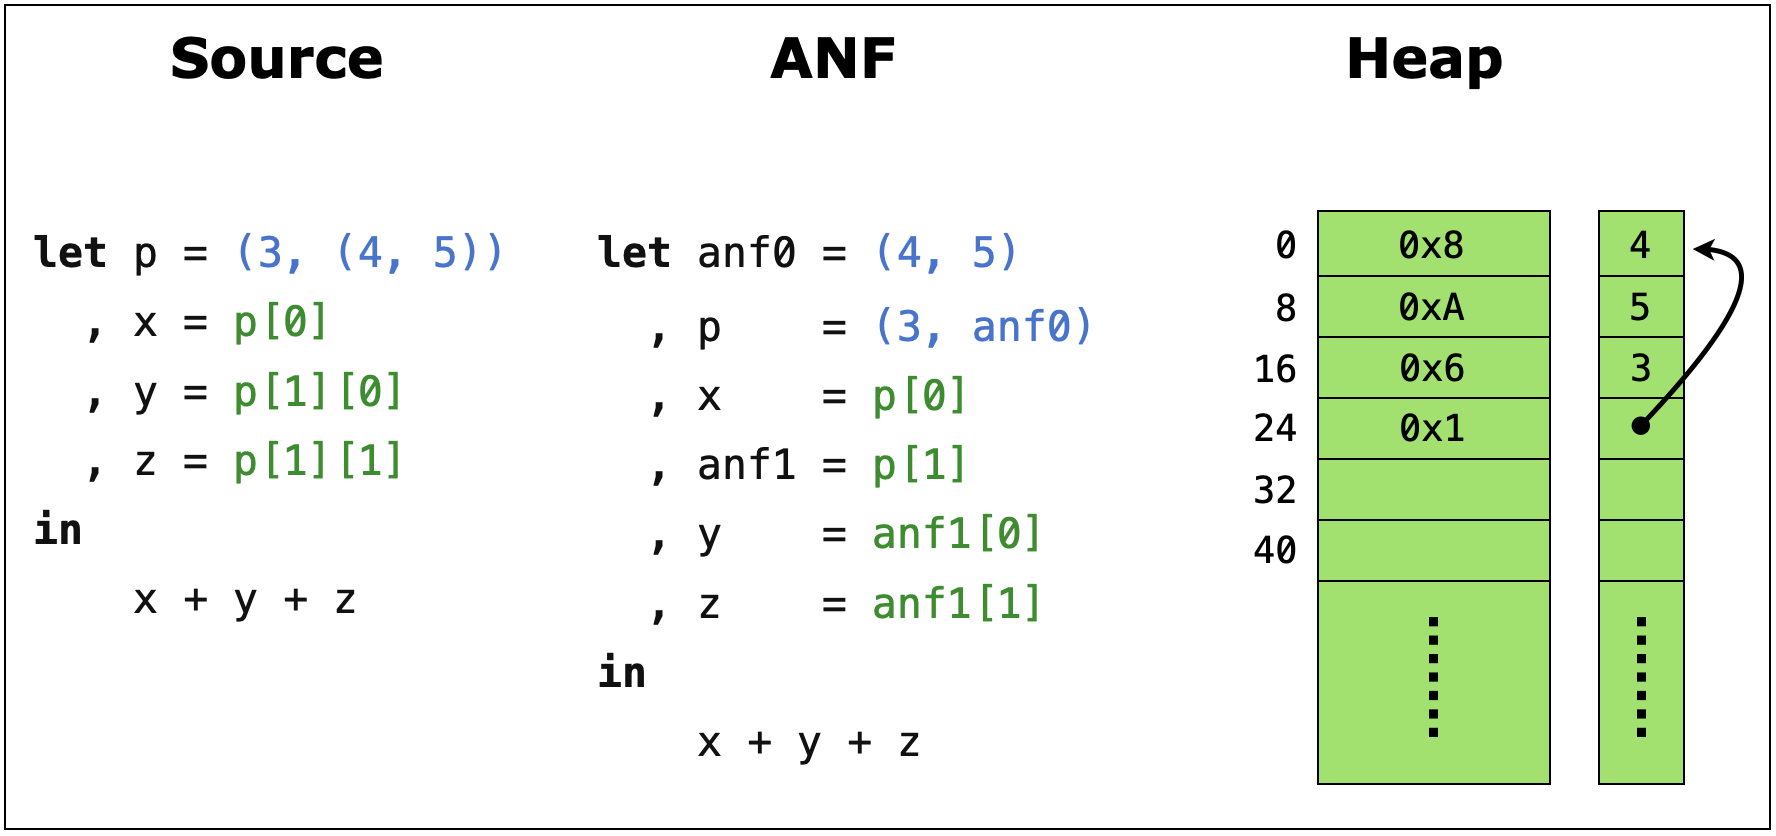 Source
let p = (3, (4, 5))
, x = p[0]
, y = p[1][0]
, z = p[1][1]
in
x + y + z
ANF
let anf0 = (4, 5)
, p = (3, anf0)
, x = p[0]
, anf1 = p[1]
, y = anf1[0]
, z = anf1[1]
in
x + y + z
Heap
0 0x8 4
8 0xA 5
16 0x6 3
24 0x1
32
40